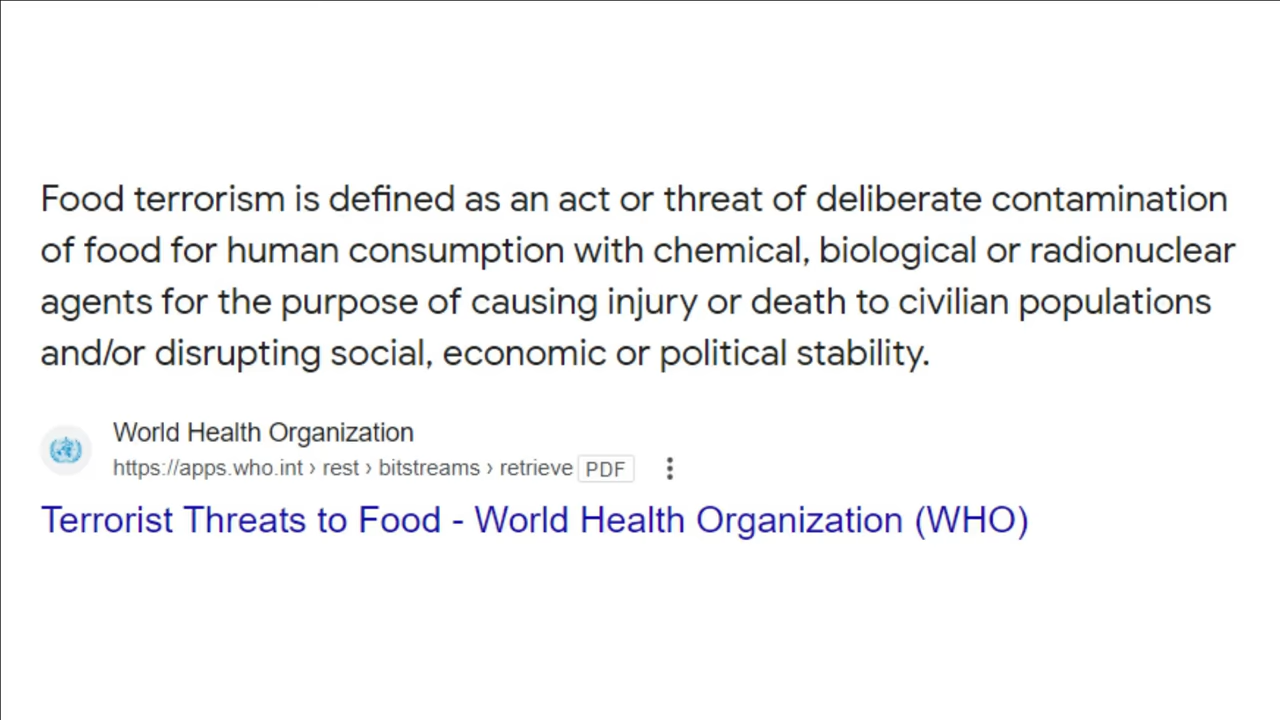 Food terrorism is defined as an act or threat of deliberate contamination
of food for human consumption with chemical, biological or radionuclear
agents for the purpose of causing injury or death to civilian populations
and/or disrupting social, economic or political stability.
World Health Organization
https://apps.who.int › rest › bitstreams › retrieve PDF
Terrorist Threats to Food - World Health Organization (WHO)